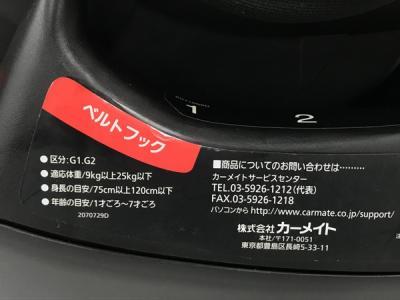 1
2
ベルトフック
●区分:G1.G2
●適応体重/9kg以上25kg以下
●身長の目安/75cm以上120cm以下
●年齢の目安/1才ごろ~7才ごろ
2070729D
■商品についてのお問い合わせは………
カーメイトサービスセンター
TEL.03-5926-1212(代表)
FAX.03-5926-1218
パソコンから http://www.carmate.co.jp/support/
株式会社 カーメイト
本社/〒171-0051
東京都豊島区長崎5-33-11